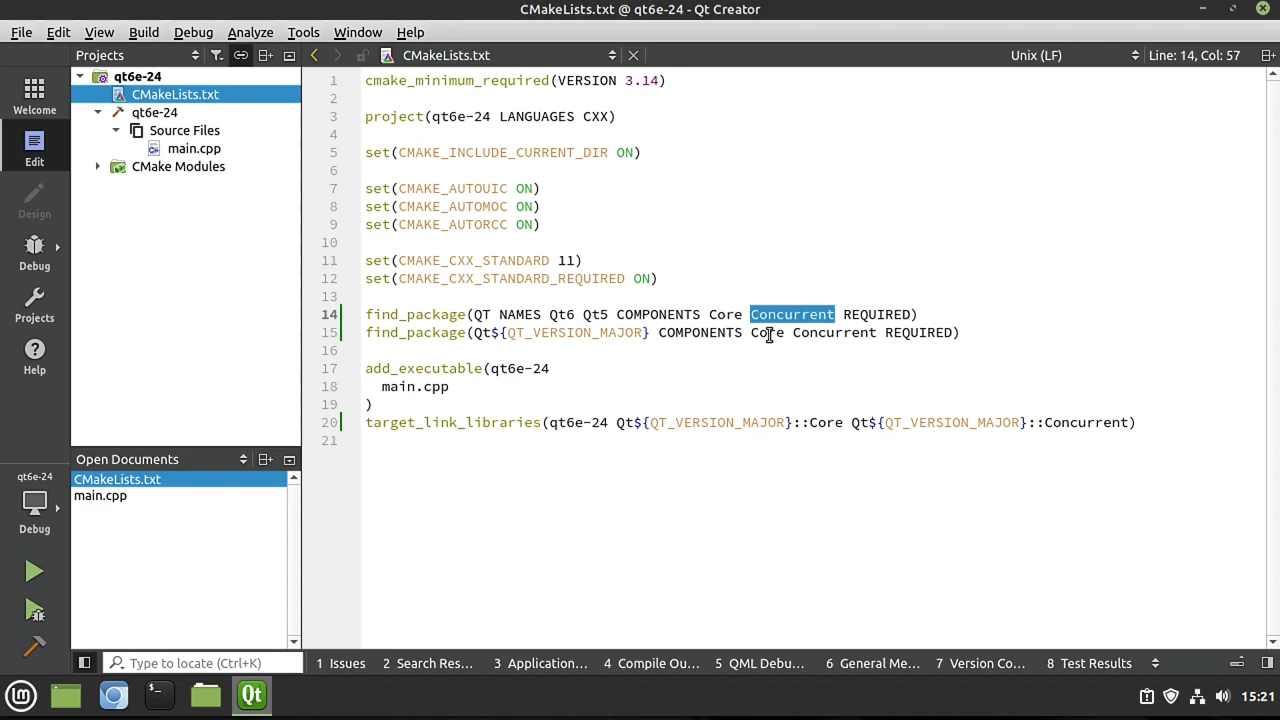 CMakeLists.txt @ qt6e-24 - Qt Creator
File Edit View Build Debug Analyze Tools Window Help
Projects CMakeLists.txt Unix (LF) Line: 14, Col: 57
Welcome
Edit
Design
Debug
Projects
Help
qt6e-24
Debug
qt6e-24
CMakeLists.txt
qt6e-24
Source Files
main.cpp
CMake Modules
Open Documents
CMakeLists.txt
main.cpp
1 cmake_minimum_required(VERSION 3.14)
2
3 project(qt6e-24 LANGUAGES CXX)
4
5 set(CMAKE_INCLUDE_CURRENT_DIR ON)
6
7 set(CMAKE_AUTOUIC ON)
8 set(CMAKE_AUTOMOC ON)
9 set(CMAKE_AUTORCC ON)
10
11 set(CMAKE_CXX_STANDARD 11)
12 set(CMAKE_CXX_STANDARD_REQUIRED ON)
13
14 find_package(QT NAMES Qt6 Qt5 COMPONENTS Core Concurrent REQUIRED)
15 find_package(Qt${QT_VERSION_MAJOR} COMPONENTS Core Concurrent REQUIRED)
16
17 add_executable(qt6e-24
18 main.cpp
19 )
20 target_link_libraries(qt6e-24 Qt${QT_VERSION_MAJOR}::Core Qt${QT_VERSION_MAJOR}::Concurrent)
21
Type to locate (Ctrl+K) 1 Issues 2 Search Res... 3 Application... 4 Compile Ou... 5 QML Debu... 6 General Me... 7 Version Co... 8 Test Results
Qt 15:21